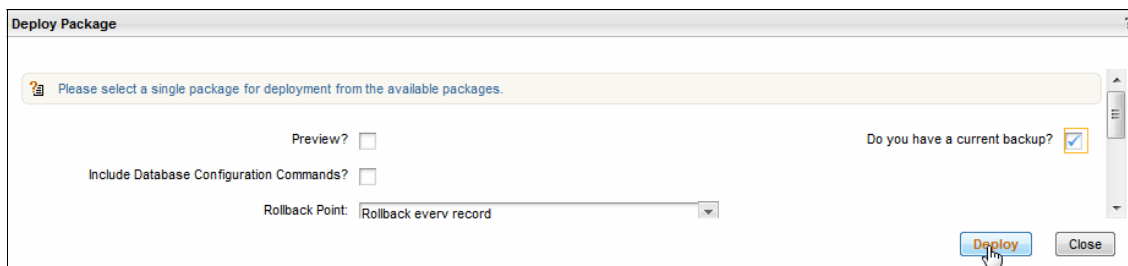 Deploy Package
?
Please select a single package for deployment from the available packages.
Preview?
Do you have a current backup?
Include Database Configuration Commands?
Rollback Point: Rollback every record
Deploy Close